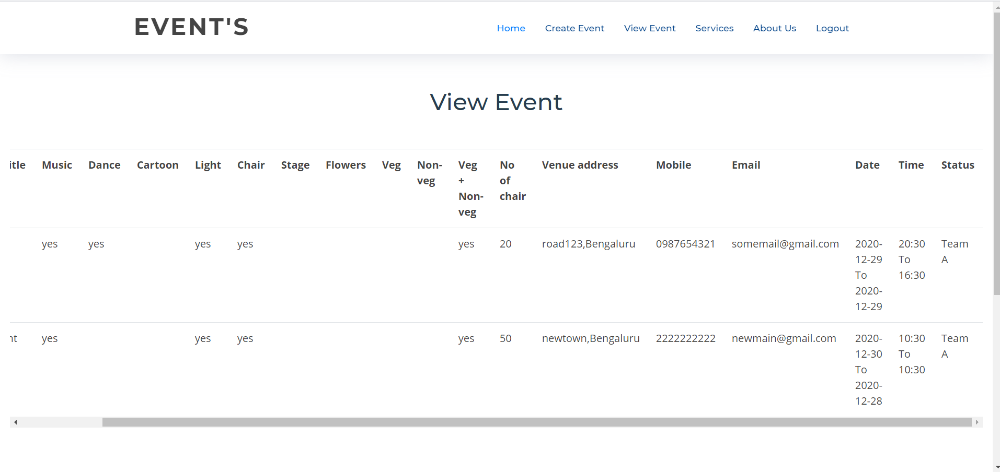 EVENT'S
Home Create Event View Event Services About Us Logout
View Event
itle Music Dance Cartoon Light Chair Stage Flowers Veg Non-veg Veg + Non-veg No of chair Venue address Mobile Email Date Time Status
yes yes yes yes yes 20 road123,Bengaluru 0987654321 somemail@gmail.com 2020-12-29 To 2020-12-29 20:30 To 16:30 Team A
nt yes yes yes yes 50 newtown,Bengaluru 2222222222 newmain@gmail.com 2020-12-30 To 2020-12-28 10:30 To 10:30 Team A